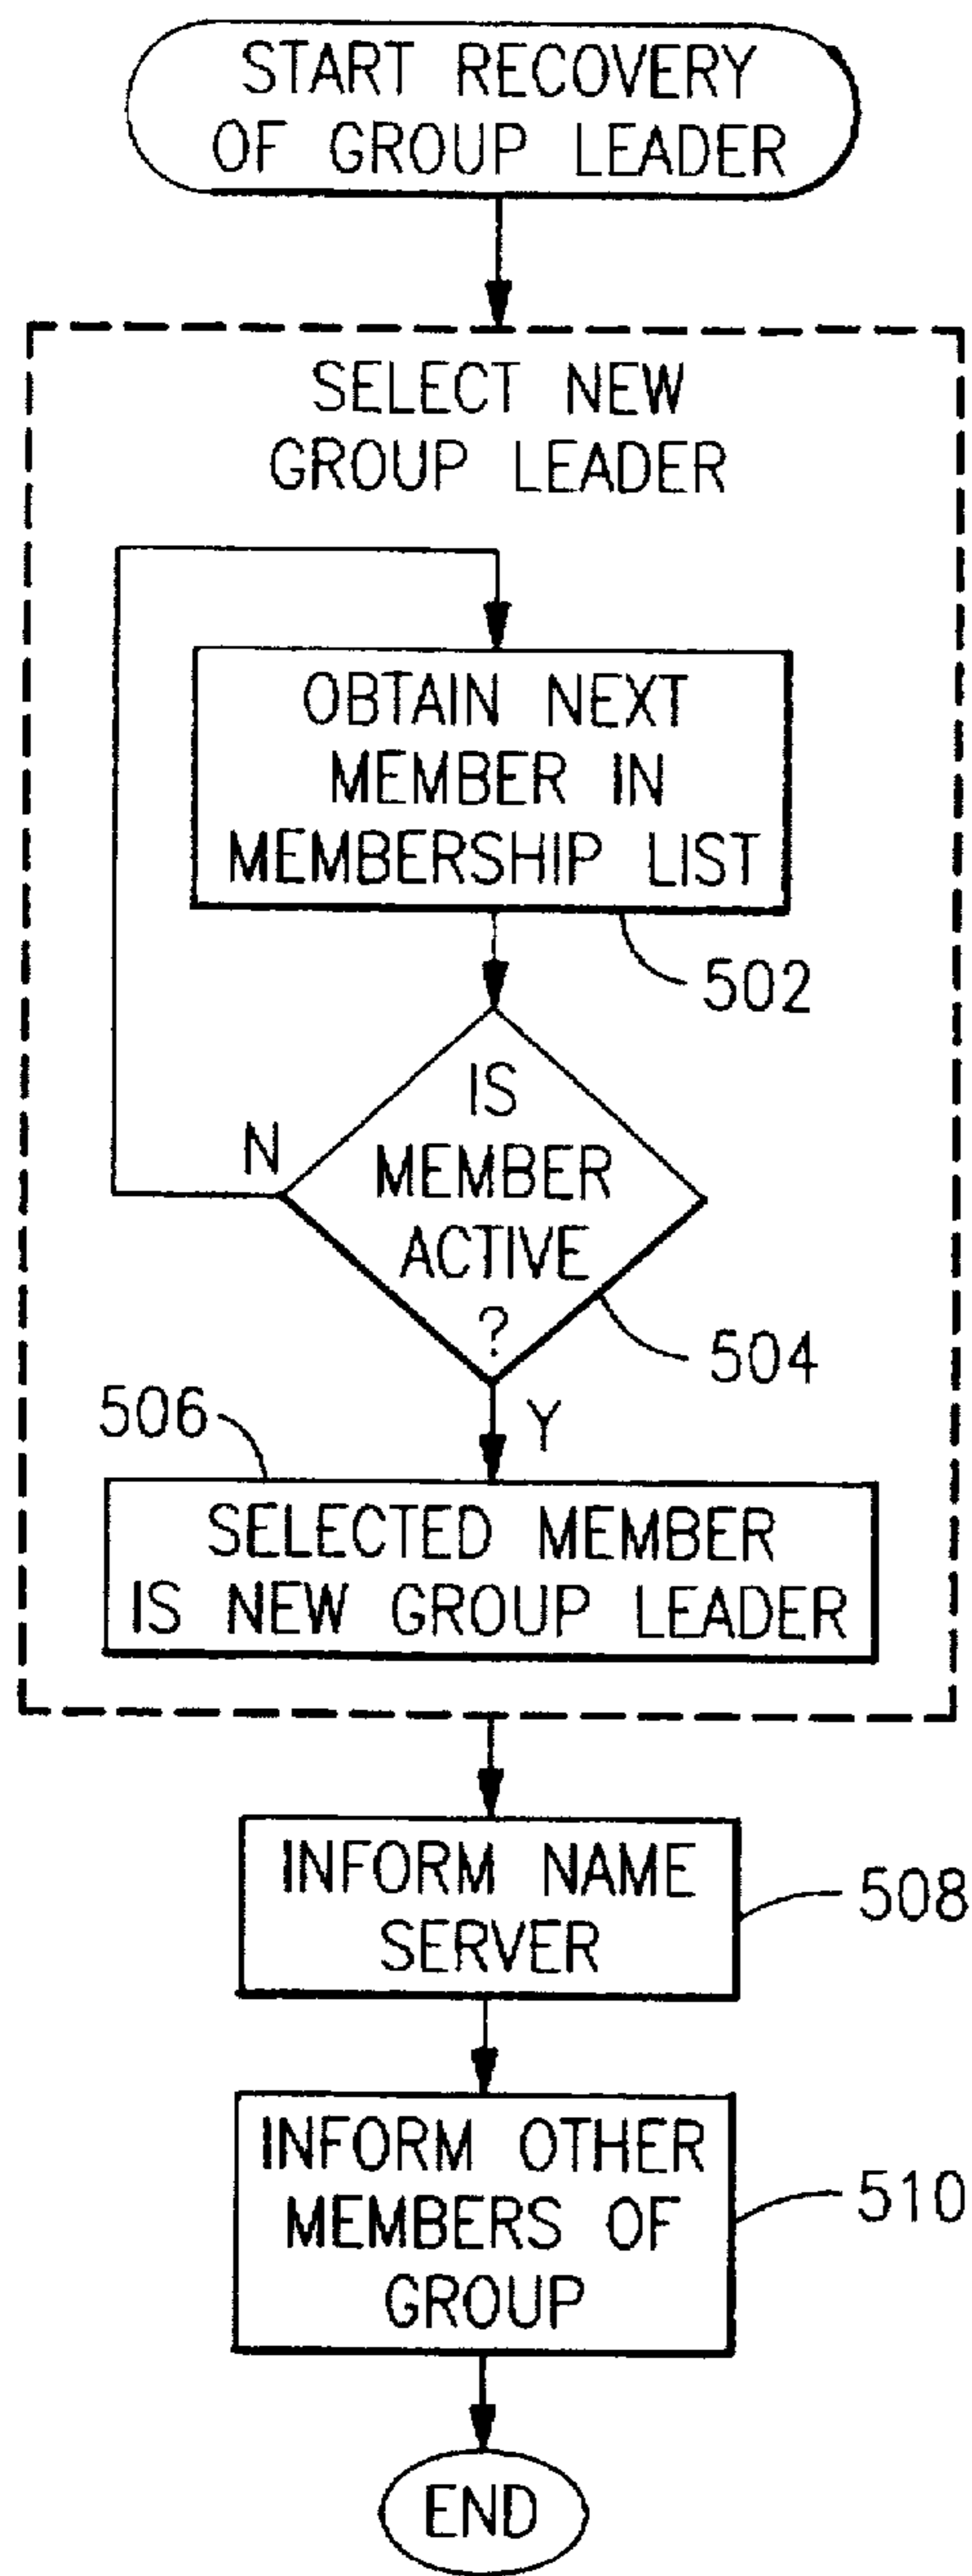 START RECOVERY
OF GROUP LEADER
SELECT NEW
GROUP LEADER
OBTAIN NEXT
MEMBER IN
MEMBERSHIP LIST
502
IS
MEMBER
ACTIVE
?
N
504
Y
506
SELECTED MEMBER
IS NEW GROUP LEADER
INFORM NAME
SERVER
508
INFORM OTHER
MEMBERS OF
GROUP
510
END